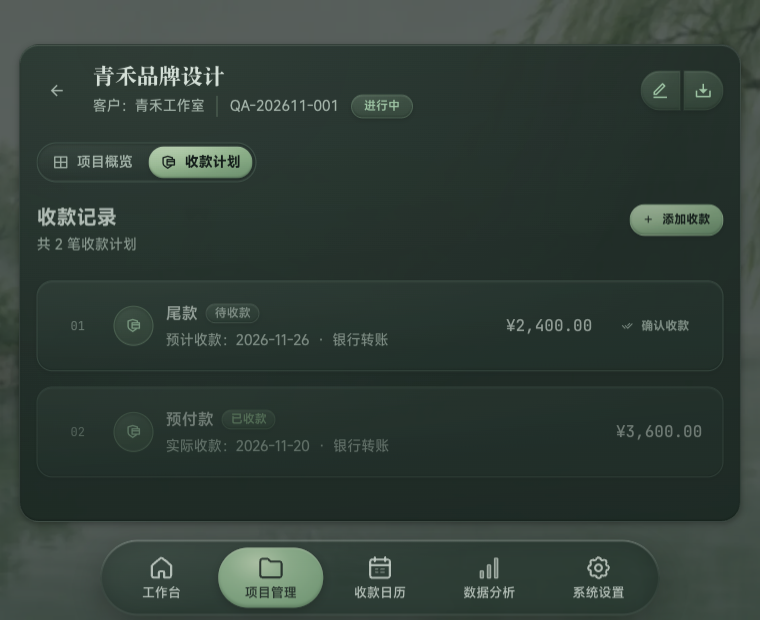 青禾品牌设计
客户：青禾工作室 QA-202611-001 进行中
项目概览 收款计划
收款记录
+ 添加收款
共 2 笔收款计划
01 尾款 待收款
预计收款：2026-11-26 · 银行转账
¥2,400.00 确认收款
02 预付款 已收款
实际收款：2026-11-20 · 银行转账
¥3,600.00
工作台 项目管理 收款日历 数据分析 系统设置